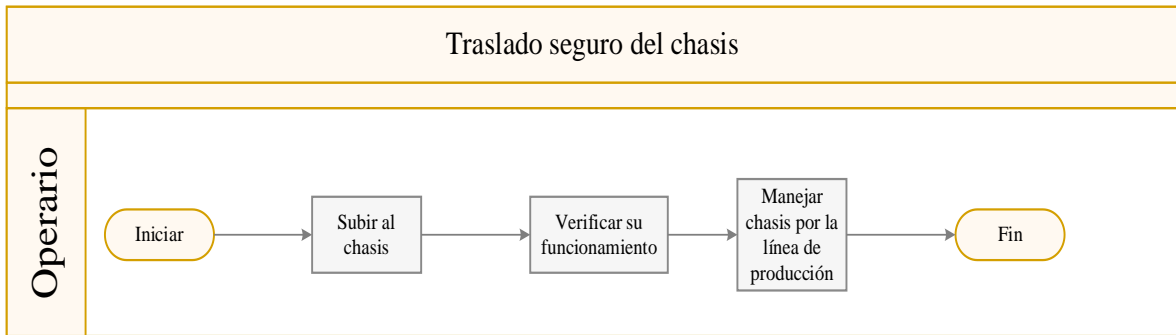 Traslado seguro del chasis
Operario
Iniciar
Subir al
chasis
Verificar su
funcionamiento
Manejar
chasis por la
línea de
producción
Fin